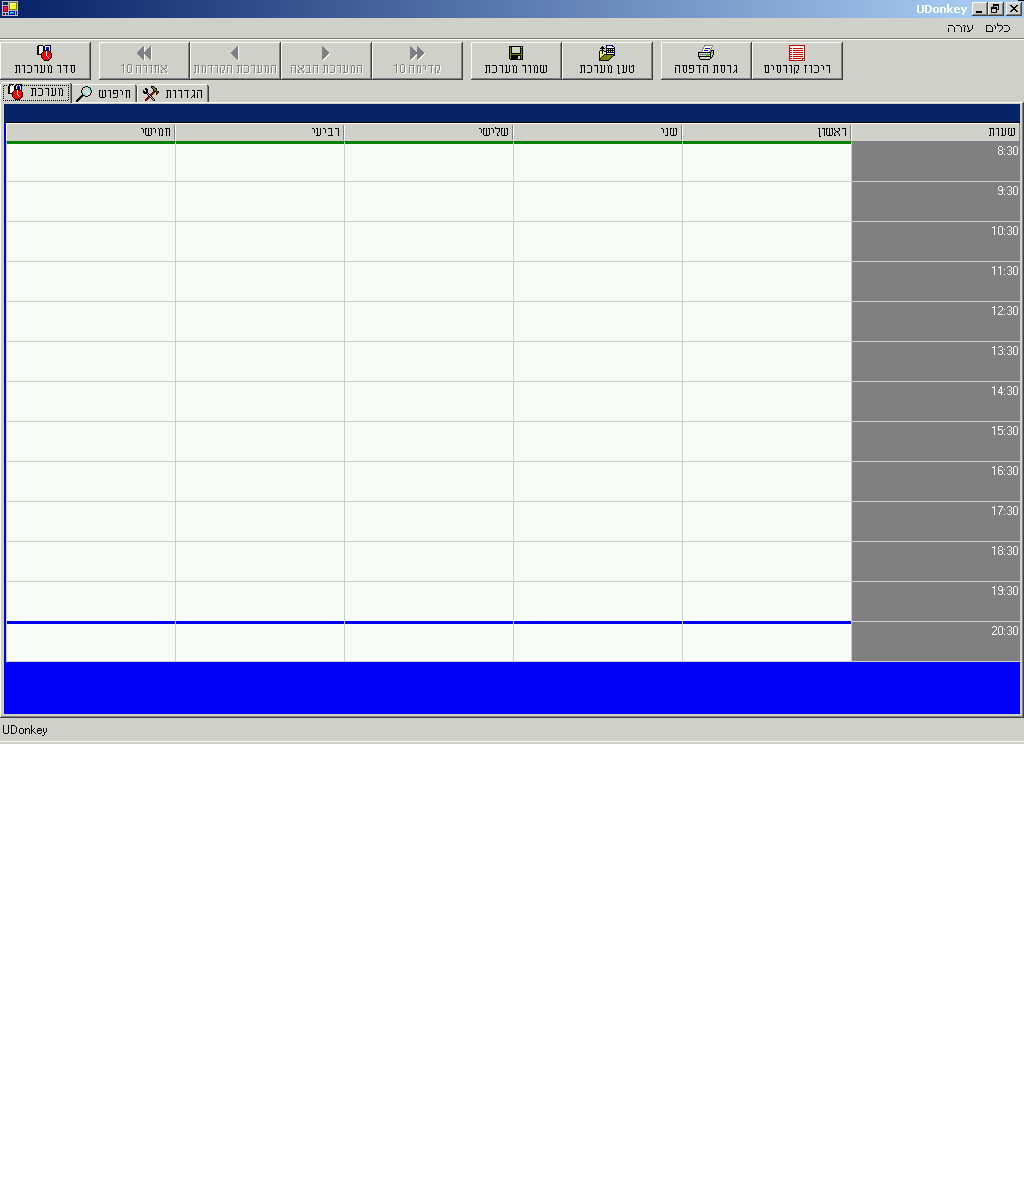 UDonkey
כלים עזרה
סדר מערכות
אחורה 10
המערכת הקודמת
המערכת הבאה
קדימה 10
שמור מערכת
טען מערכת
גרסת הדפסה
ריכוז קורסים
מערכת
חיפוש
הגדרות
שעות ראשון שני שלישי רביעי חמישי
8:30
9:30
10:30
11:30
12:30
13:30
14:30
15:30
16:30
17:30
18:30
19:30
20:30
UDonkey